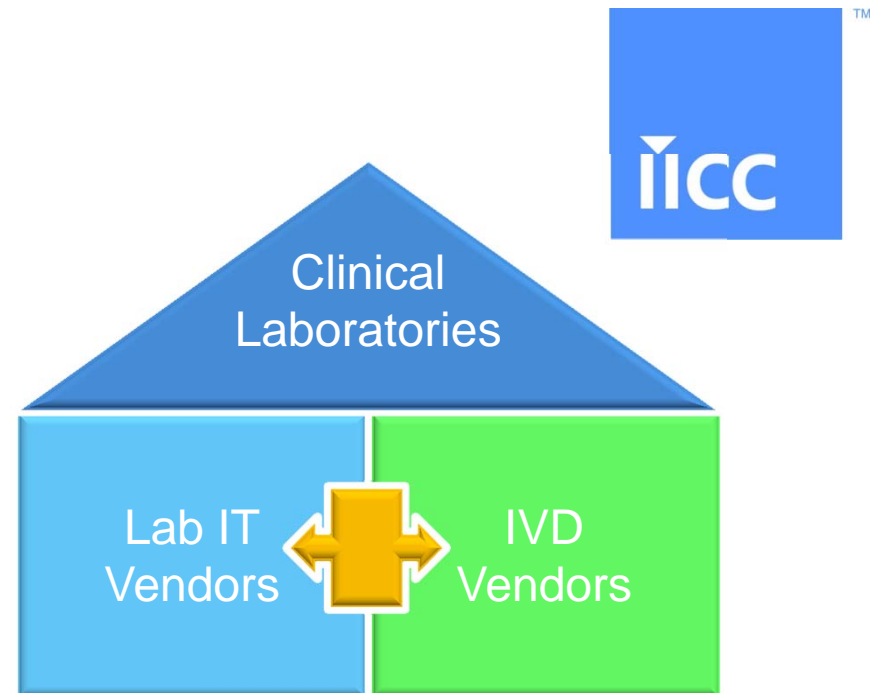 TM
iicc
Clinical
Laboratories
Lab IT
Vendors
IVD
Vendors